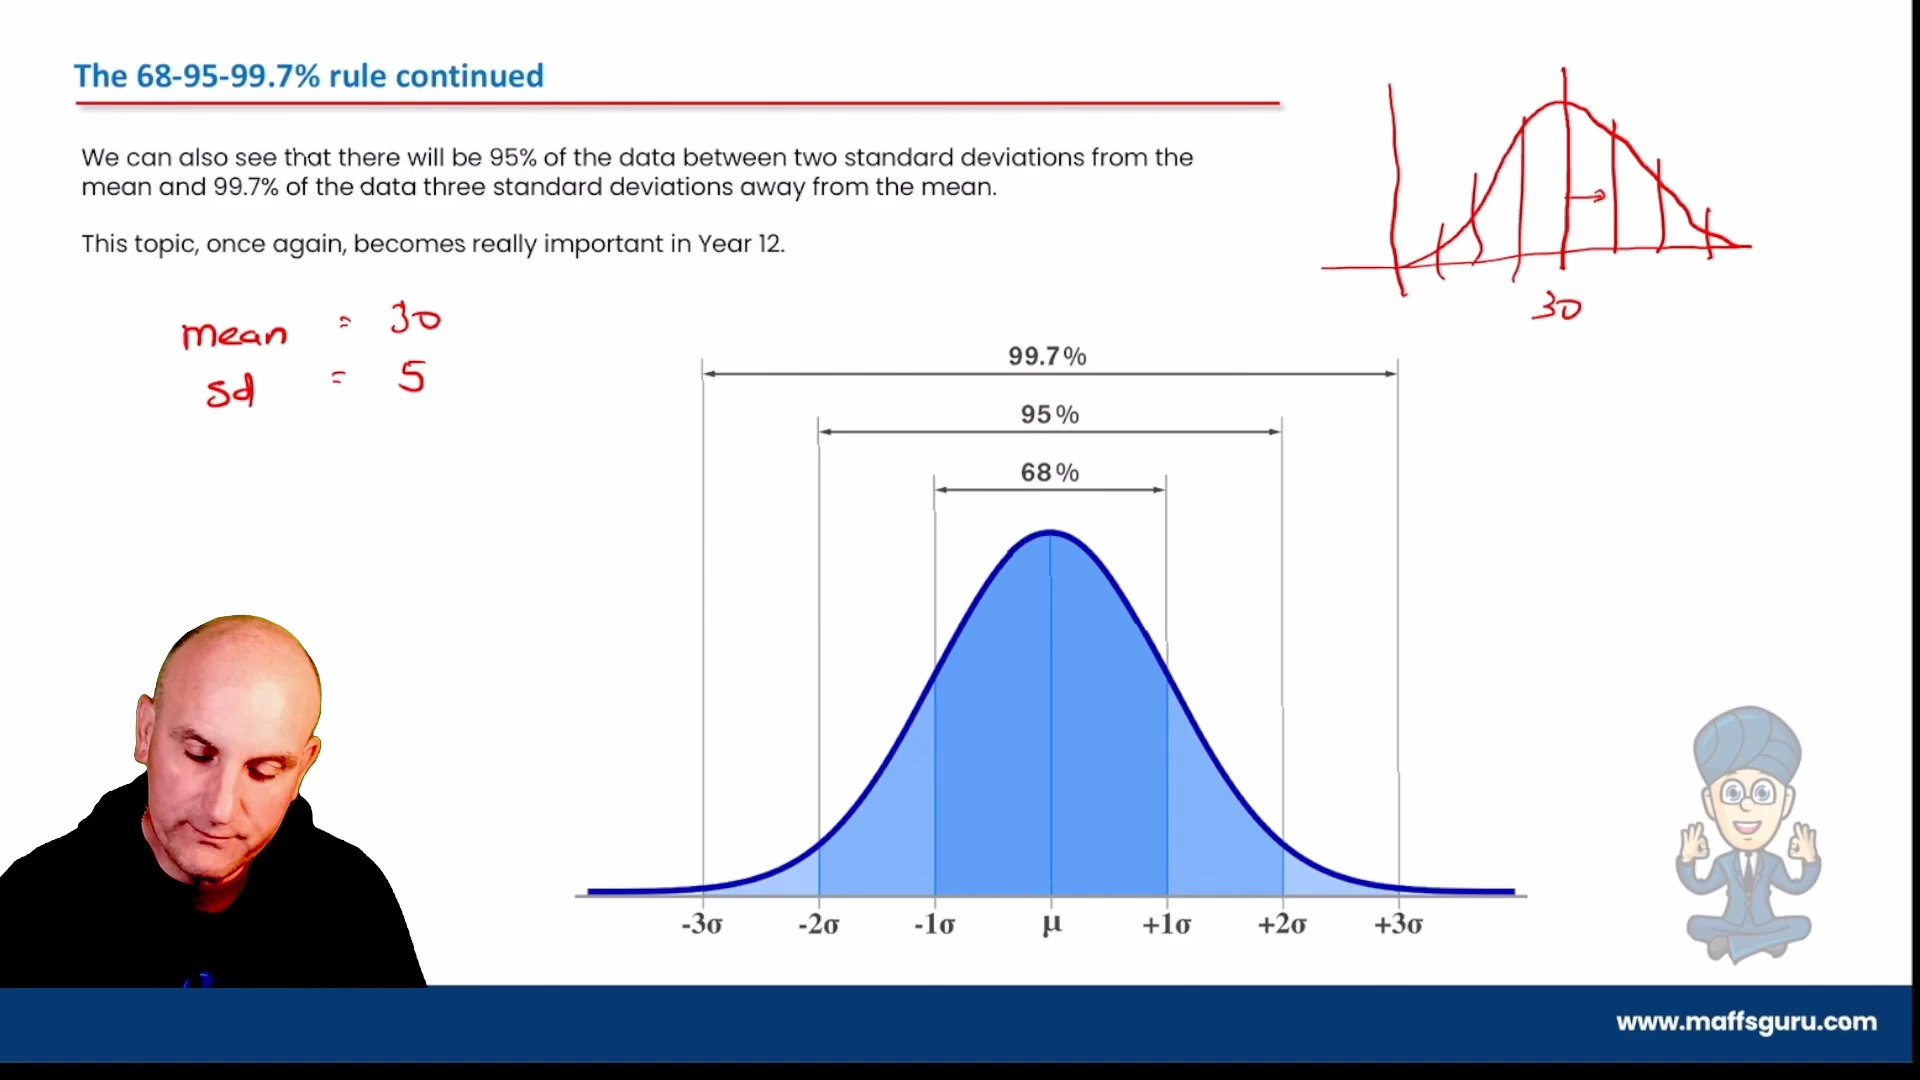 The 68-95-99.7% rule continued
We can also see that there will be 95% of the data between two standard deviations from the
mean and 99.7% of the data three standard deviations away from the mean.
This topic, once again, becomes really important in Year 12.
mean = 30
sd = 5
30
99.7%
95%
68%
-3σ -2σ -1σ μ +1σ +2σ +3σ
www.maffsguru.com